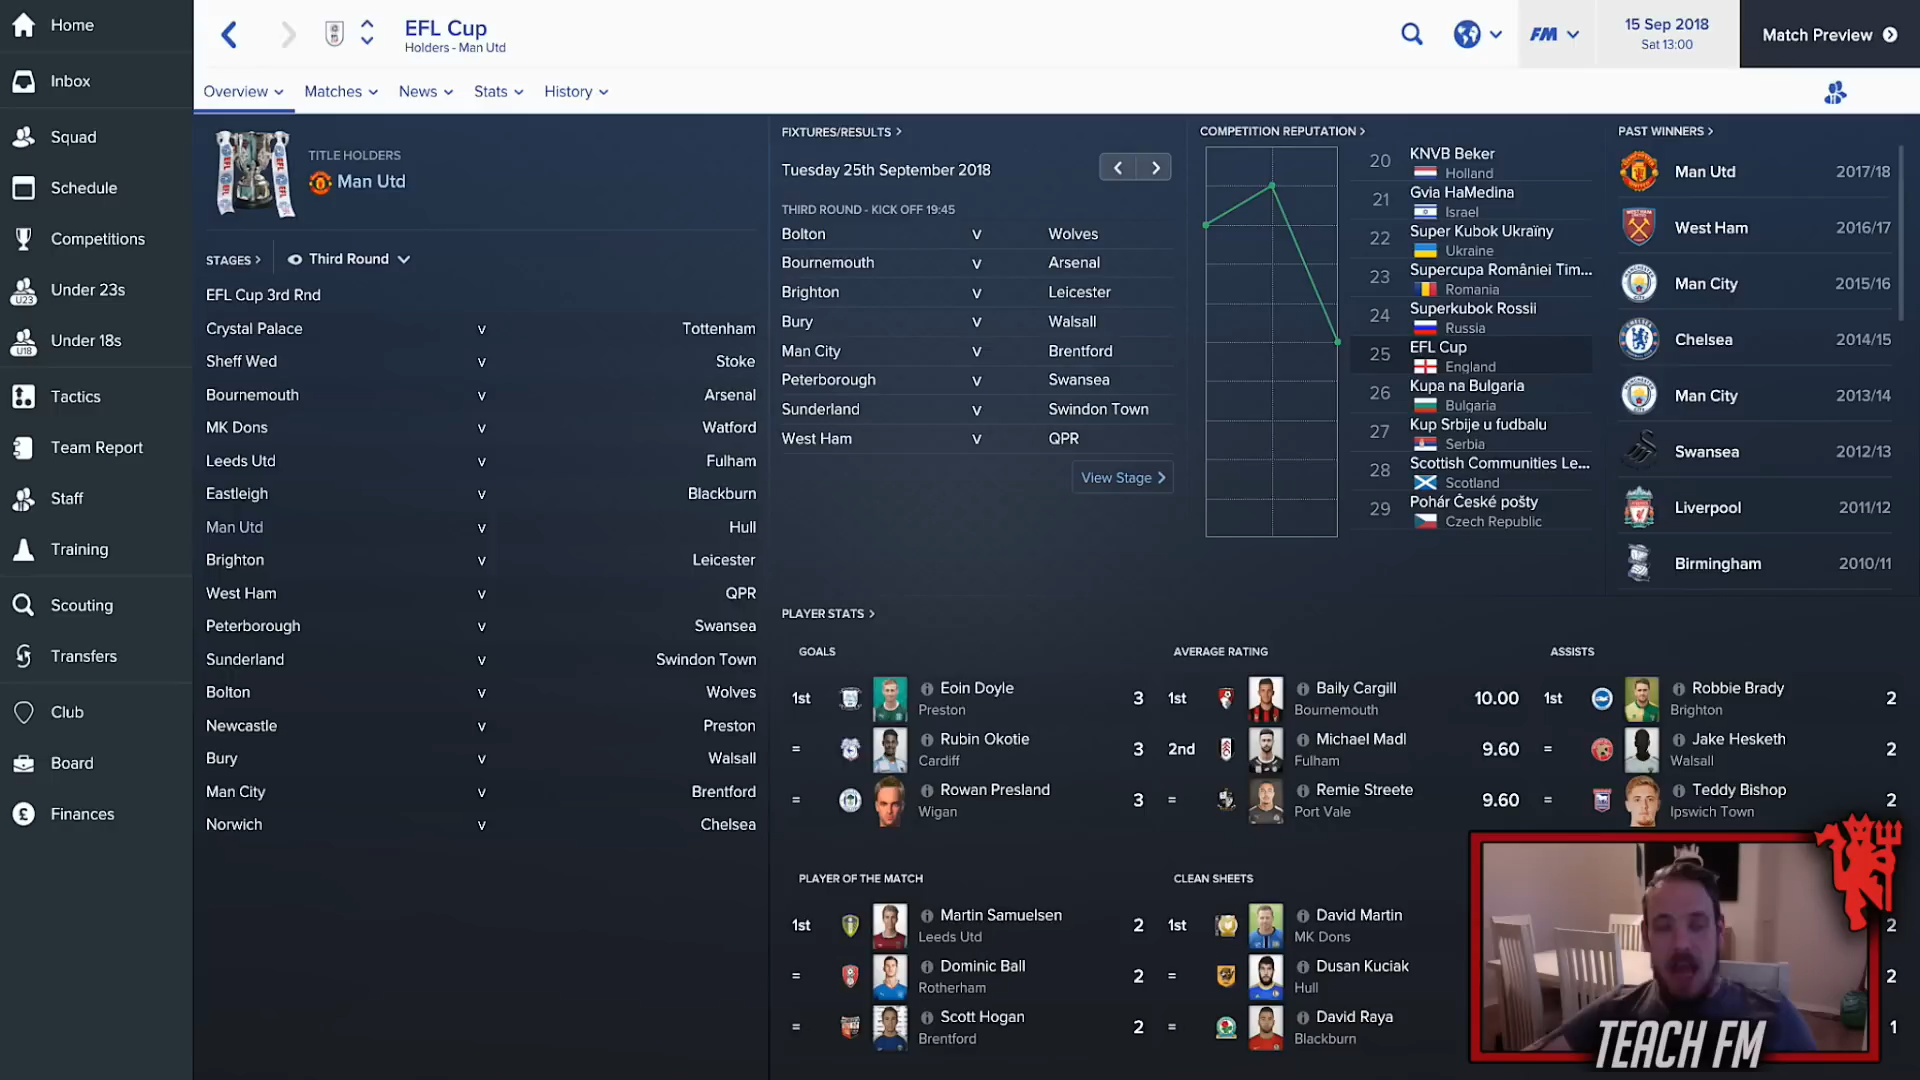 Home
Inbox
Squad
Schedule
Competitions
Under 23s
Under 18s
Tactics
Team Report
Staff
Training
Scouting
Transfers
Club
Board
Finances
U23
U18
EFL Cup
Holders - Man Utd
FM
15 Sep 2018
Sat 13:00
Match Preview
Overview
Matches
News
Stats
History
TITLE HOLDERS
Man Utd
STAGES
Third Round
EFL Cup 3rd Rnd
Crystal Palace v Tottenham
Sheff Wed v Stoke
Bournemouth v Arsenal
MK Dons v Watford
Leeds Utd v Fulham
Eastleigh v Blackburn
Man Utd v Hull
Brighton v Leicester
West Ham v QPR
Peterborough v Swansea
Sunderland v Swindon Town
Bolton v Wolves
Newcastle v Preston
Bury v Walsall
Man City v Brentford
Norwich v Chelsea
FIXTURES/RESULTS
Tuesday 25th September 2018
THIRD ROUND - KICK OFF 19:45
Bolton v Wolves
Bournemouth v Arsenal
Brighton v Leicester
Bury v Walsall
Man City v Brentford
Peterborough v Swansea
Sunderland v Swindon Town
West Ham v QPR
View Stage
COMPETITION REPUTATION
20 KNVB Beker
Holland
21 Gvia HaMedina
Israel
22 Super Kubok Ukraïny
Ukraine
23 Supercupa României Tim...
Romania
24 Superkubok Rossii
Russia
25 EFL Cup
England
26 Kupa na Bulgaria
Bulgaria
27 Kup Srbije u fudbalu
Serbia
28 Scottish Communities Le...
Scotland
29 Pohár České pošty
Czech Republic
PAST WINNERS
Man Utd 2017/18
West Ham 2016/17
Man City 2015/16
Chelsea 2014/15
Man City 2013/14
Swansea 2012/13
Liverpool 2011/12
Birmingham 2010/11
PLAYER STATS
GOALS
1st Eoin Doyle 3
Preston
= Rubin Okotie 3
Cardiff
= Rowan Presland 3
Wigan
AVERAGE RATING
1st Baily Cargill 10.00
Bournemouth
2nd Michael Madl 9.60
Fulham
= Remie Streete 9.60
Port Vale
ASSISTS
1st Robbie Brady 2
Brighton
= Jake Hesketh 2
Walsall
= Teddy Bishop 2
Ipswich Town
PLAYER OF THE MATCH
1st Martin Samuelsen 2
Leeds Utd
= Dominic Ball 2
Rotherham
= Scott Hogan 2
Brentford
CLEAN SHEETS
1st David Martin 2
MK Dons
= Dusan Kuciak 2
Hull
= David Raya 1
Blackburn
TEACH FM